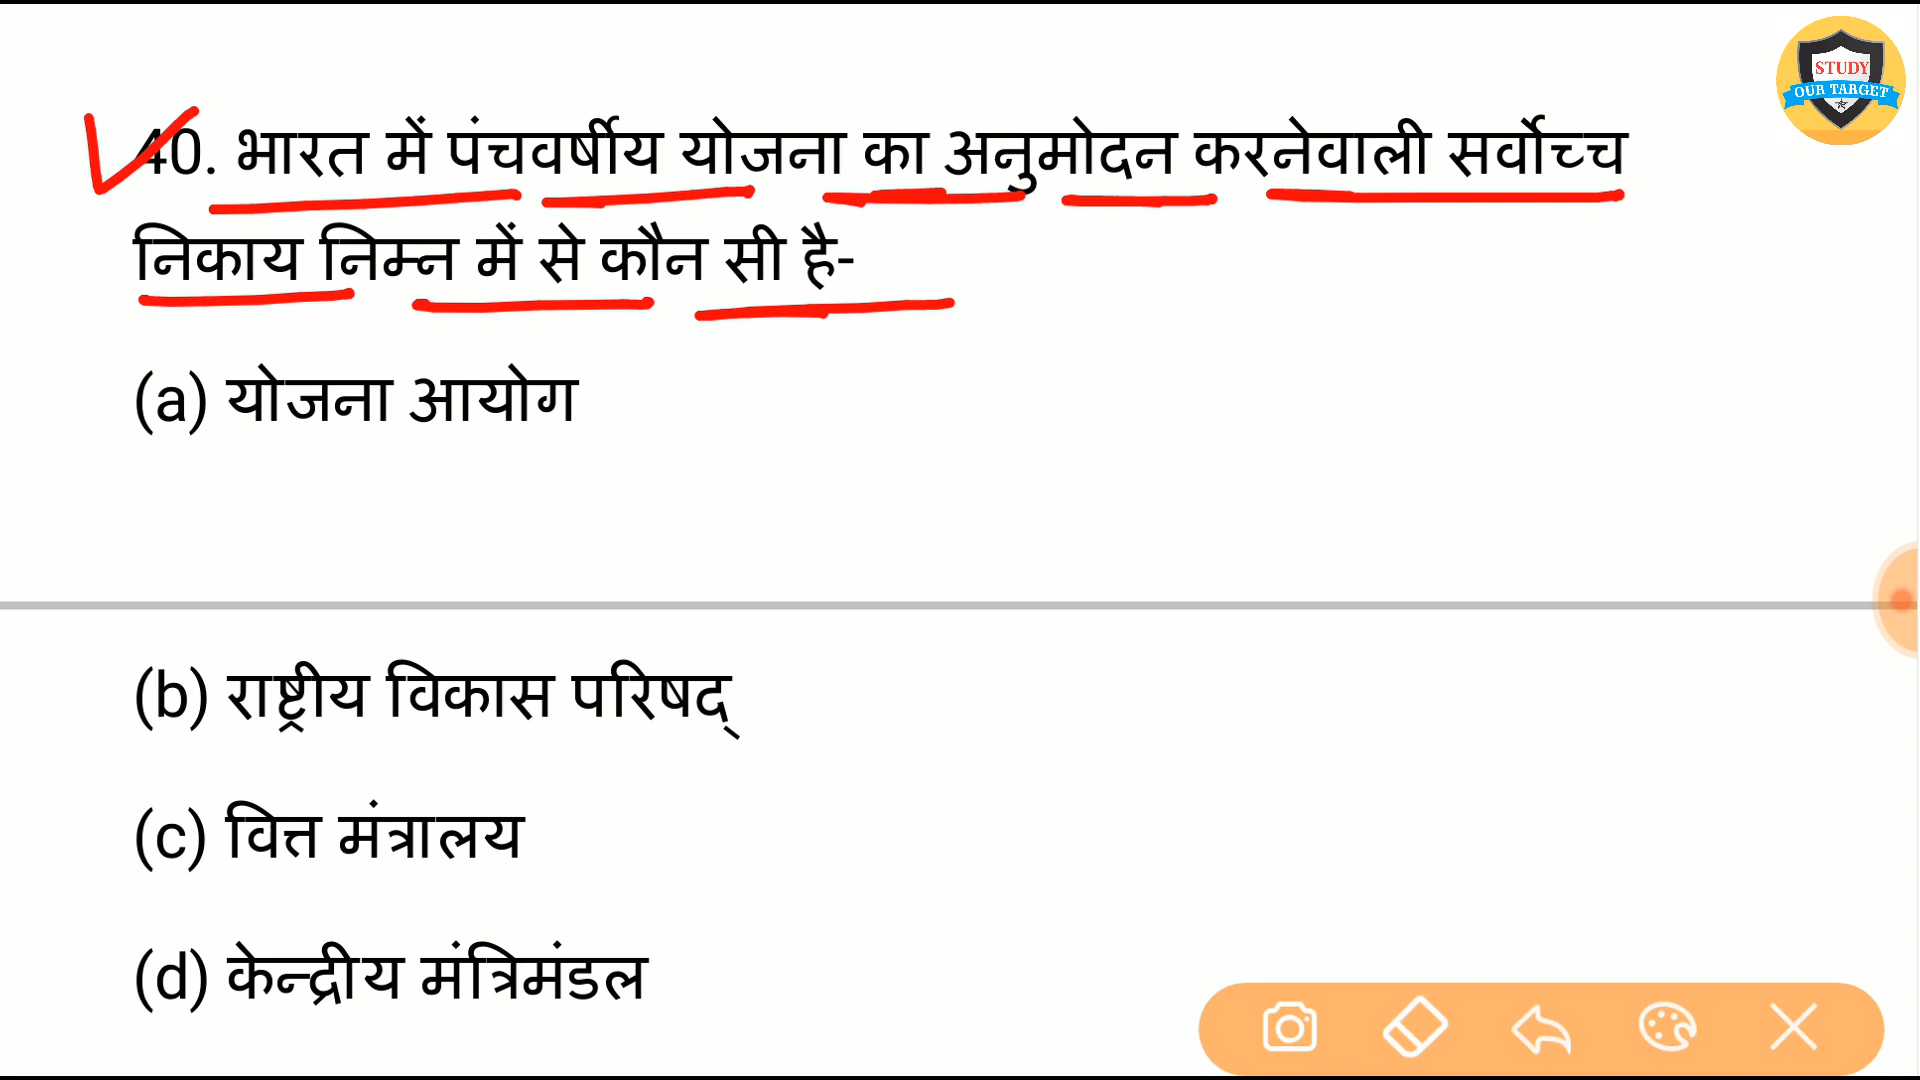 STUDY
OUR TARGET
40. भारत में पंचवर्षीय योजना का अनुमोदन करनेवाली सर्वोच्च
निकाय निम्न में से कौन सी है-
(a) योजना आयोग
(b) राष्ट्रीय विकास परिषद्
(c) वित्त मंत्रालय
(d) केन्द्रीय मंत्रिमंडल